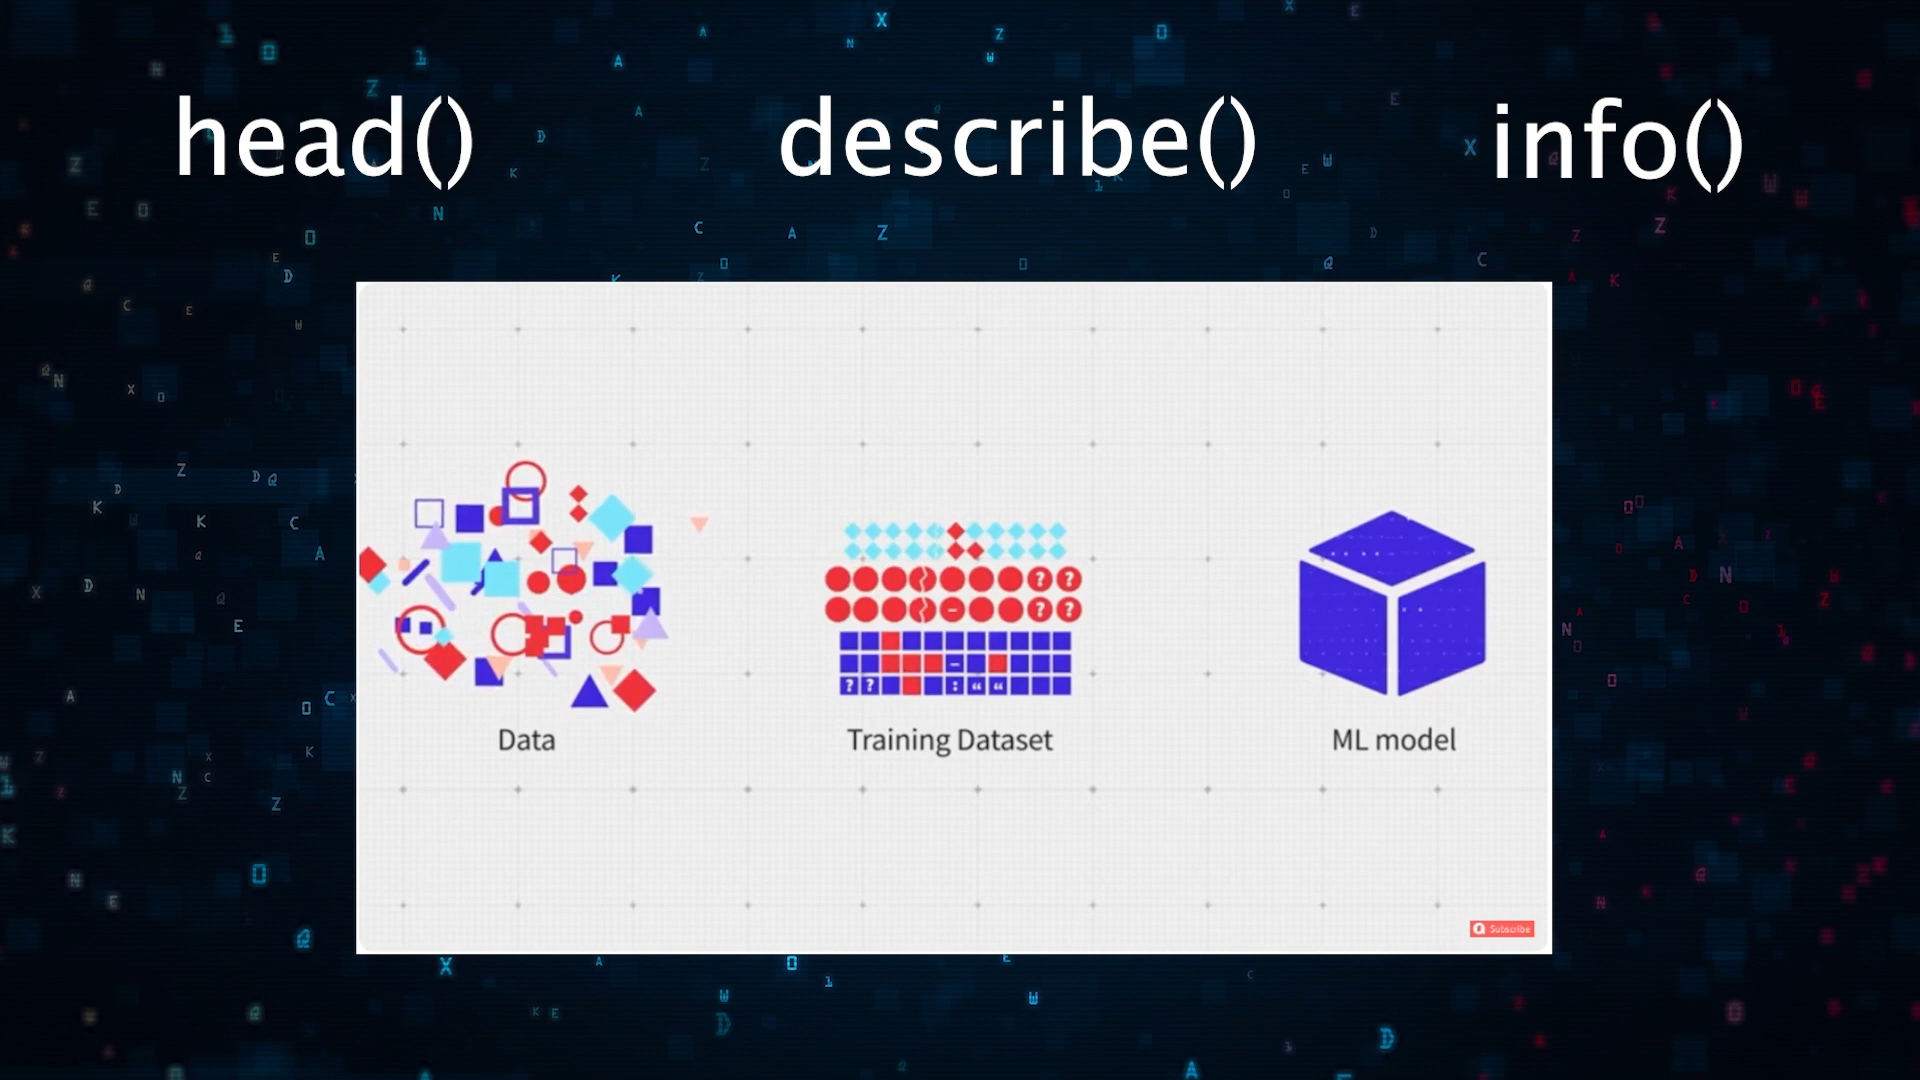 head() describe() info()
Data Training Dataset ML model
Subscribe